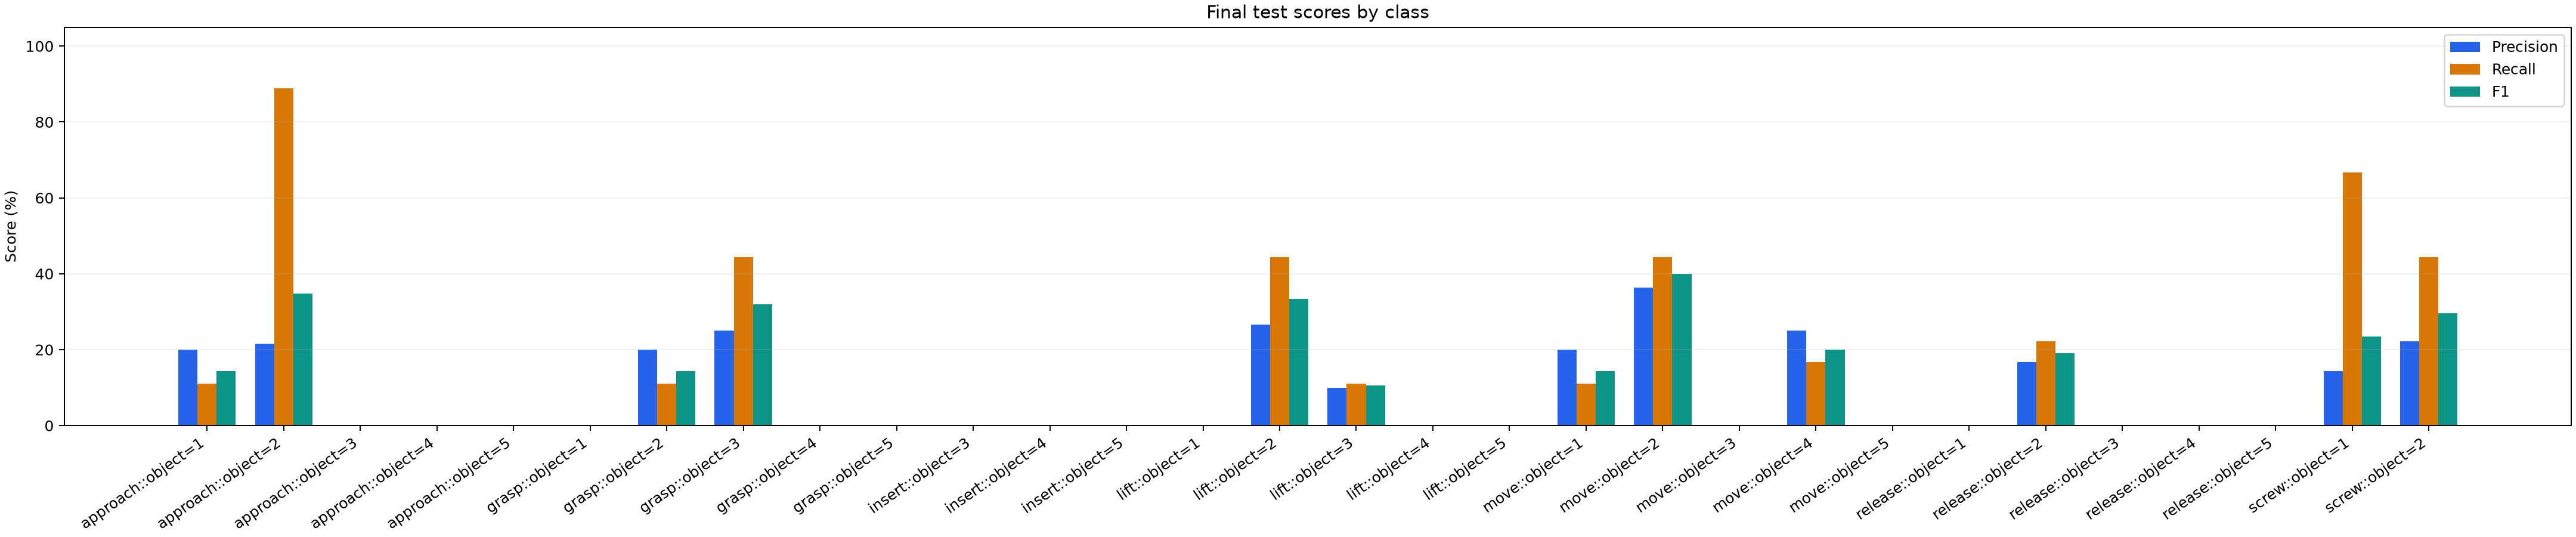 Final test scores by class
Score (%)
100
80
60
40
20
0
Precision
Recall
F1
approach::object=1
approach::object=2
approach::object=3
approach::object=4
approach::object=5
grasp::object=1
grasp::object=2
grasp::object=3
grasp::object=4
grasp::object=5
insert::object=3
insert::object=4
insert::object=5
lift::object=1
lift::object=2
lift::object=3
lift::object=4
lift::object=5
move::object=1
move::object=2
move::object=3
move::object=4
move::object=5
release::object=1
release::object=2
release::object=3
release::object=4
release::object=5
screw::object=1
screw::object=2